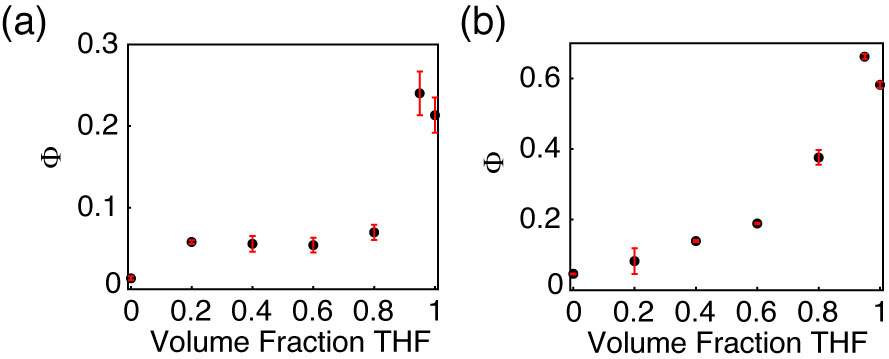 (a)
0.3
0.2
0.1
0
Φ
0 0.2 0.4 0.6 0.8 1
Volume Fraction THF
(b)
0.6
0.4
0.2
0
Φ
0 0.2 0.4 0.6 0.8 1
Volume Fraction THF